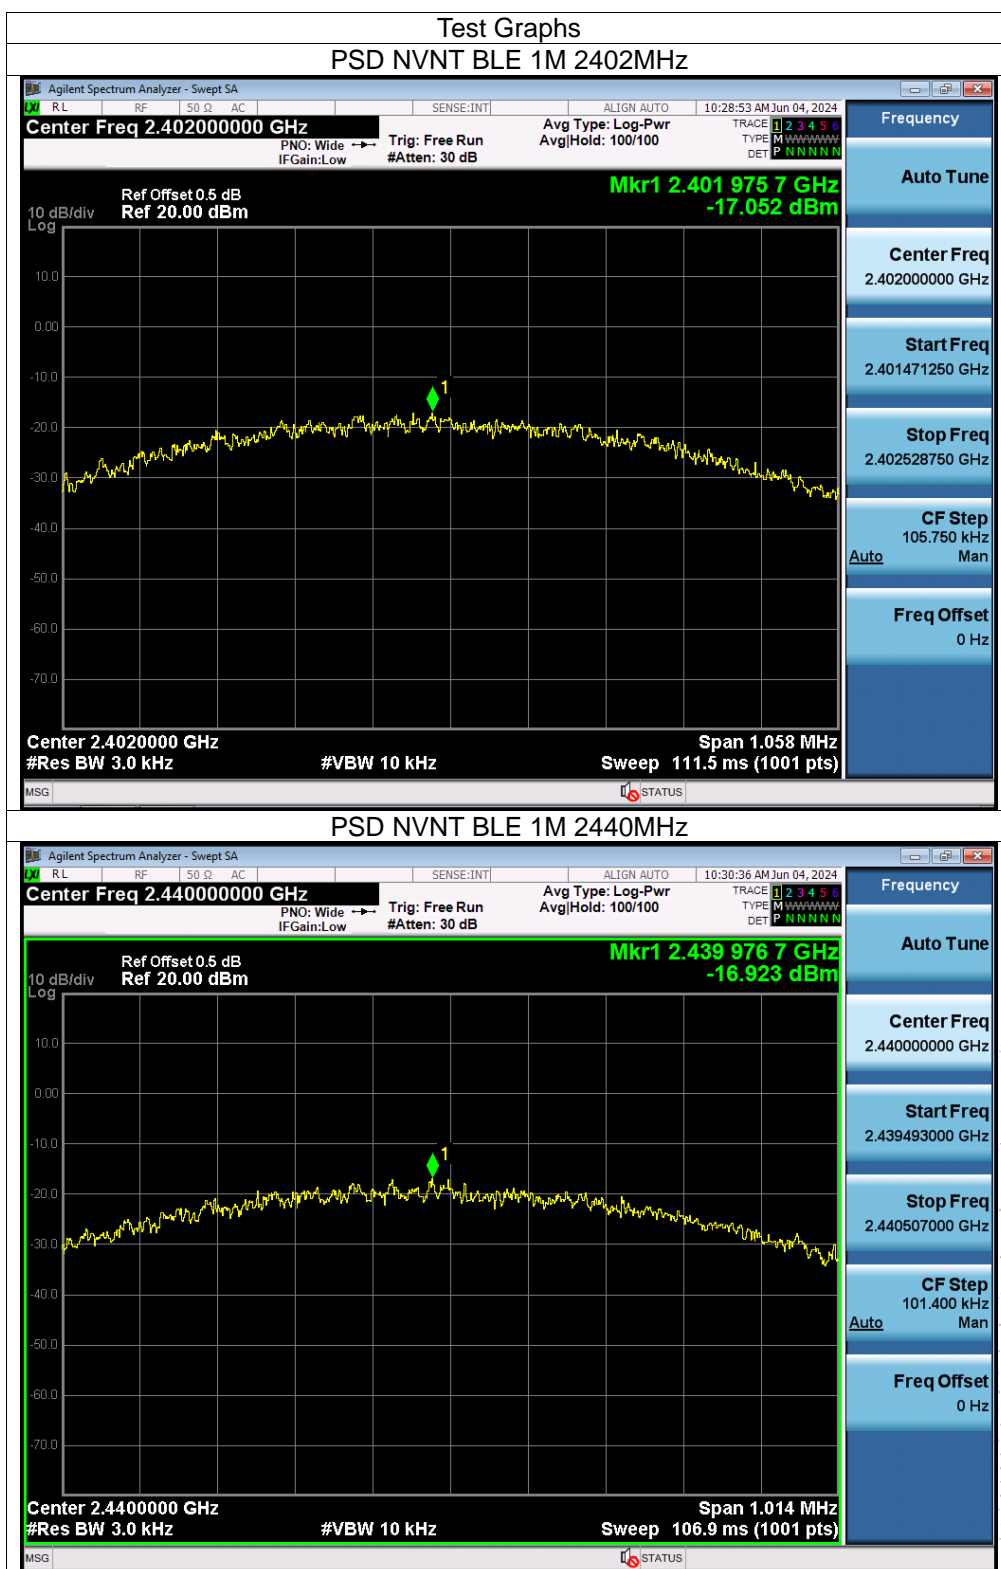 Test Graphs
PSD NVNT BLE 1M 2402MHz
Agilent Spectrum Analyzer - Swept SA
LXI RL RF 50 Ω AC SENSE:INT ALIGN AUTO 10:28:53 AM Jun 04, 2024
Center Freq 2.402000000 GHz
PNO: Wide
IFGain:Low
Trig: Free Run
#Atten: 30 dB
Avg Type: Log-Pwr
Avg|Hold: 100/100
TRACE 1 2 3 4 5 6
TYPE M WWWWW
DET P N N N N N
Frequency
Mkr1 2.401 975 7 GHz
-17.052 dBm
Ref Offset 0.5 dB
10 dB/div Ref 20.00 dBm
Log
10.0
0.00
-10.0
-20.0
-30.0
-40.0
-50.0
-60.0
-70.0
1
Center 2.4020000 GHz Span 1.058 MHz
#Res BW 3.0 kHz #VBW 10 kHz Sweep 111.5 ms (1001 pts)
Auto Tune
Center Freq
2.402000000 GHz
Start Freq
2.401471250 GHz
Stop Freq
2.402528750 GHz
CF Step
105.750 kHz
Auto Man
Freq Offset
0 Hz
MSG STATUS
PSD NVNT BLE 1M 2440MHz
Agilent Spectrum Analyzer - Swept SA
LXI RL RF 50 Ω AC SENSE:INT ALIGN AUTO 10:30:36 AM Jun 04, 2024
Center Freq 2.440000000 GHz
PNO: Wide
IFGain:Low
Trig: Free Run
#Atten: 30 dB
Avg Type: Log-Pwr
Avg|Hold: 100/100
TRACE 1 2 3 4 5 6
TYPE M WWWWW
DET P N N N N N
Frequency
Mkr1 2.439 976 7 GHz
-16.923 dBm
Ref Offset 0.5 dB
10 dB/div Ref 20.00 dBm
Log
10.0
0.00
-10.0
-20.0
-30.0
-40.0
-50.0
-60.0
-70.0
1
Center 2.4400000 GHz Span 1.014 MHz
#Res BW 3.0 kHz #VBW 10 kHz Sweep 106.9 ms (1001 pts)
Auto Tune
Center Freq
2.440000000 GHz
Start Freq
2.439493000 GHz
Stop Freq
2.440507000 GHz
CF Step
101.400 kHz
Auto Man
Freq Offset
0 Hz
MSG STATUS